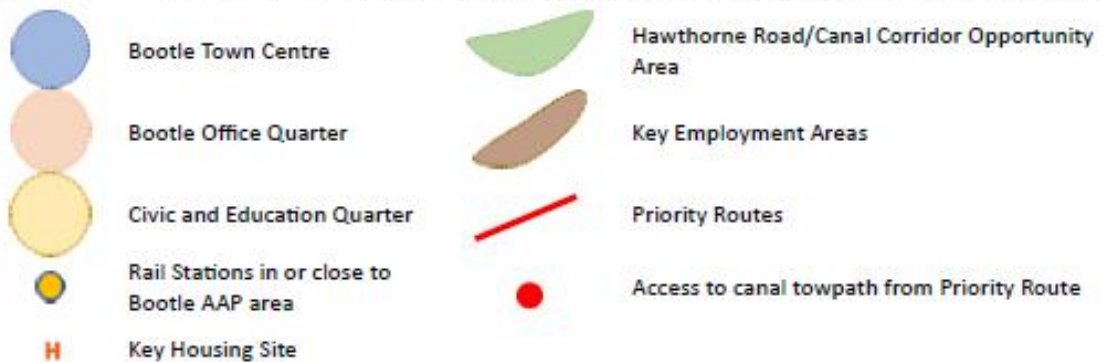 Bootle Town Centre
Hawthorne Road/Canal Corridor Opportunity
Area
Bootle Office Quarter
Key Employment Areas
Civic and Education Quarter
Priority Routes
Rail Stations in or close to
Bootle AAP area
Access to canal towpath from Priority Route
H
Key Housing Site